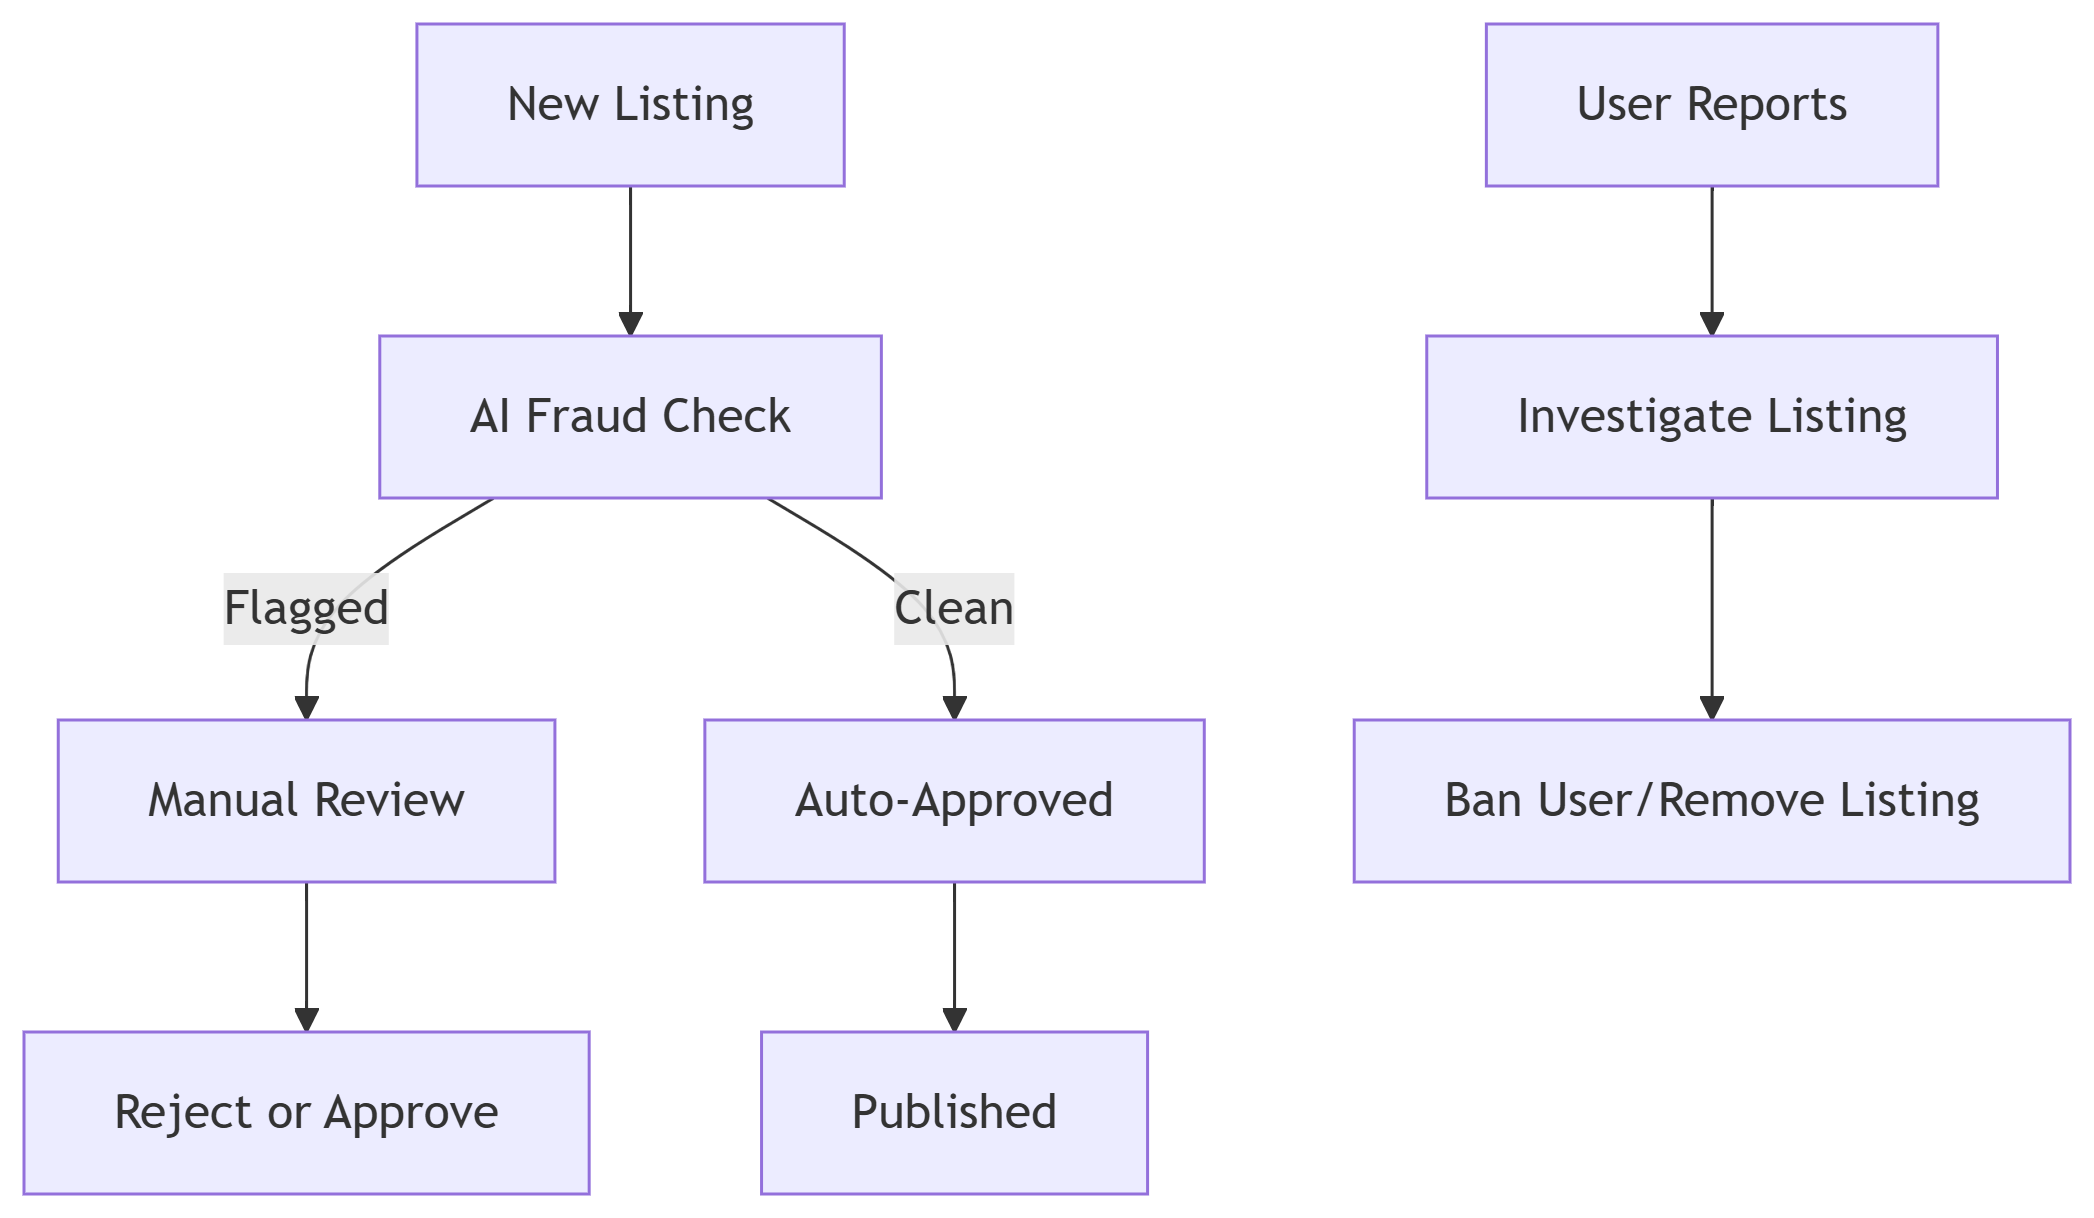 New Listing
User Reports
AI Fraud Check
Investigate Listing
Flagged
Clean
Manual Review
Auto-Approved
Ban User/Remove Listing
Reject or Approve
Published